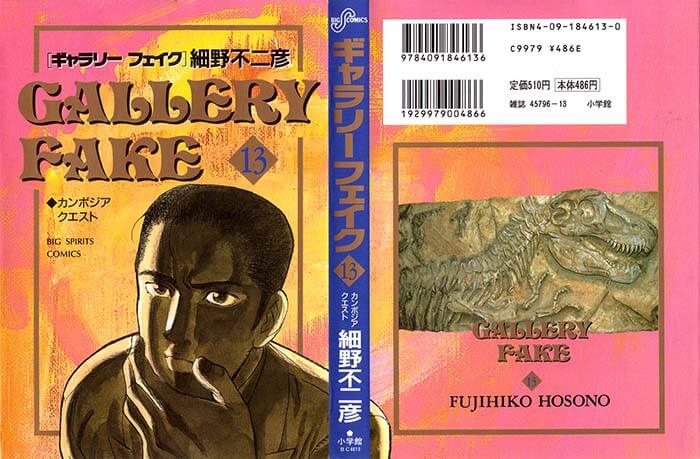 [ギャラリー フェイク] 細野不二彦
GALLERY
FAKE
13
◆カンボジア
クエスト
BIG SPIRITS
COMICS
BIG COMICS
ギャラリーフェイク
13
カンボジア
クエスト
細野不二彦
小学館
B C 4613
9784091846136
1929979004866
ISBN4-09-184613-0
C9979 ¥486E
定価510円 本体486円
雑誌 45796-13 小学館
GALLERY
FAKE
13
FUJIHIKO HOSONO